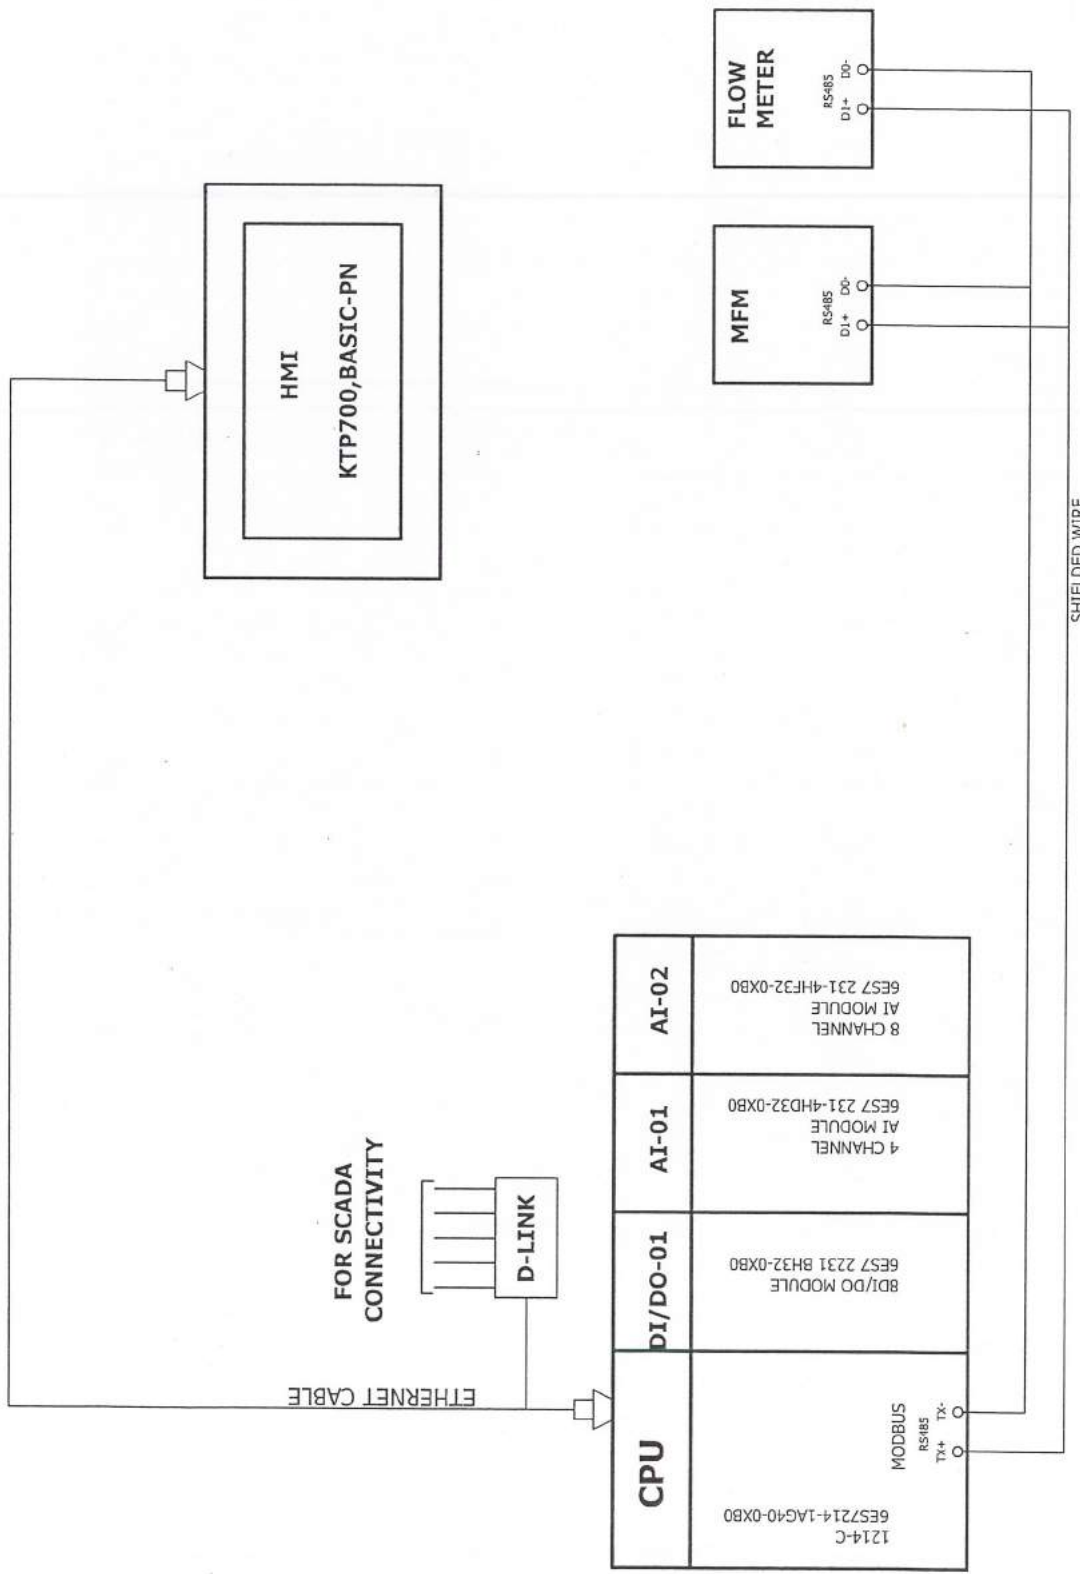 FLOW
METER
RS485
D1+
D0-
MFM
RS485
D1+
D0-
HMI
KTP700,BASIC-PN
SHIELDED WIRE
FOR SCADA
CONNECTIVITY
D-LINK
ETHERNET CABLE
CPU
1214-C
6ES7214-1AG40-0XB0
MODBUS
RS485
TX+
TX-
DI/DO-01
8DI/DO MODULE
6ES7 2231 BH32-0XB0
AI-01
4 CHANNEL
AI MODULE
6ES7 231-4HD32-0XB0
AI-02
8 CHANNEL
AI MODULE
6ES7 231-4HF32-0XB0